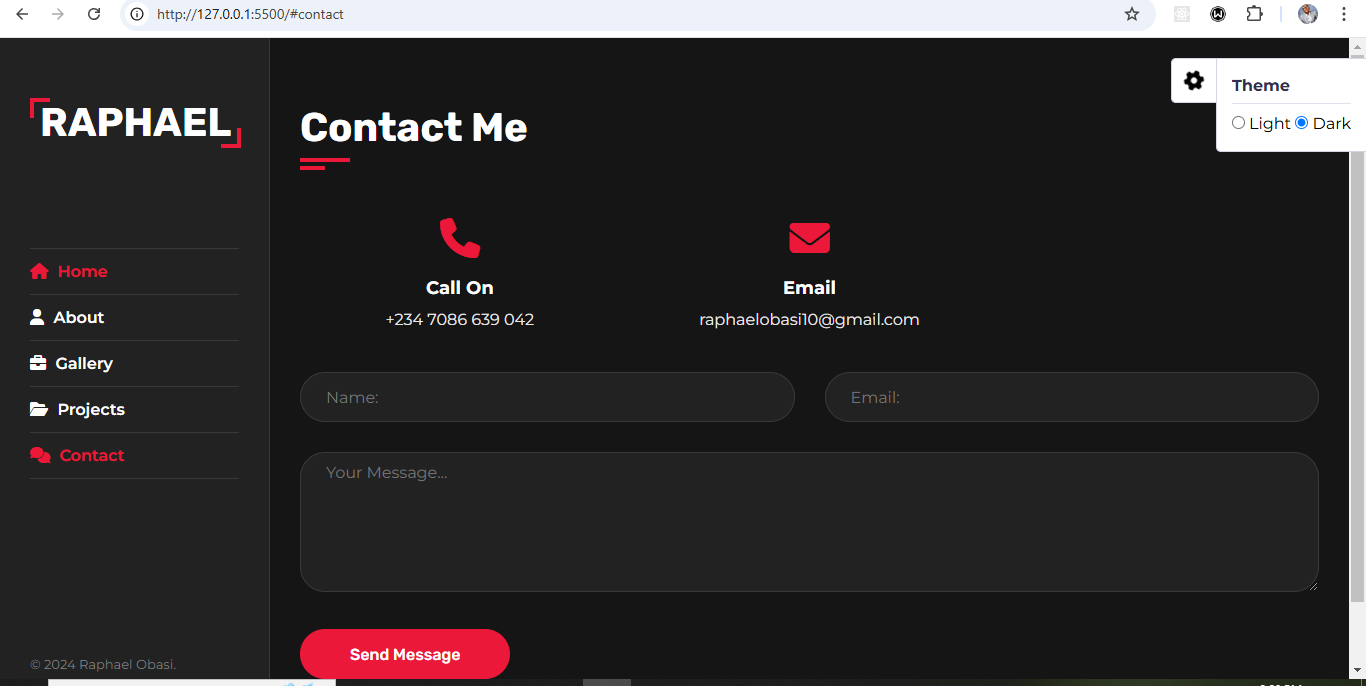 http://127.0.0.1:5500/#contact
RAPHAEL
Home
About
Gallery
Projects
Contact
© 2024 Raphael Obasi.
Theme
Light Dark
Contact Me
Call On
+234 7086 639 042
Email
raphaelobasi10@gmail.com
Name:
Email:
Your Message...
Send Message